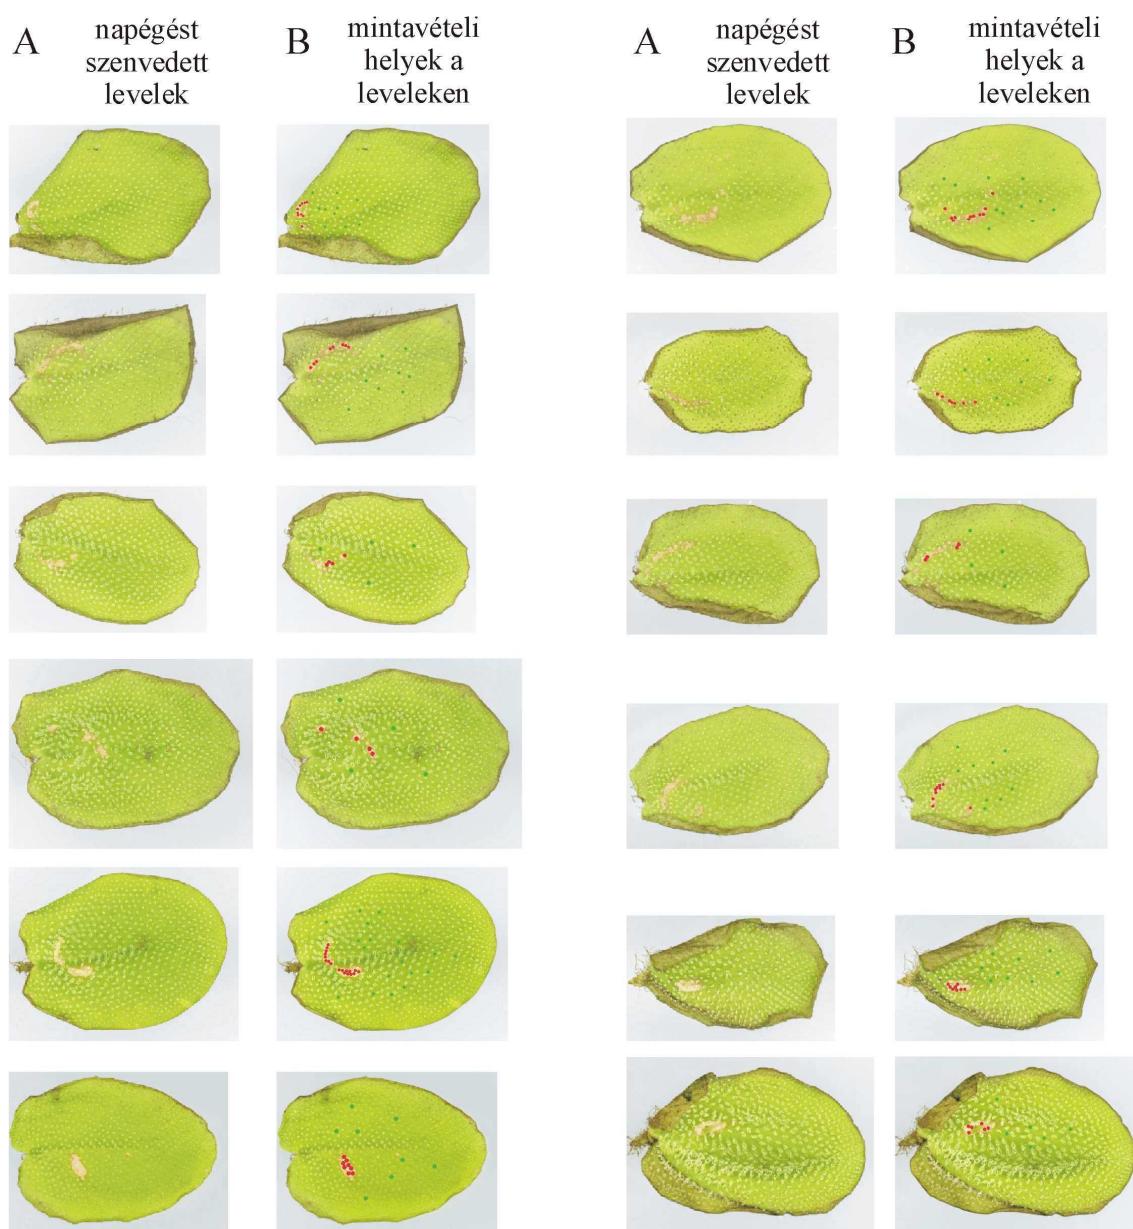 A
napégést
szenvedett
levelek
B
mintavételi
helyek a
leveleken
A
napégést
szenvedett
levelek
B
mintavételi
helyek a
leveleken